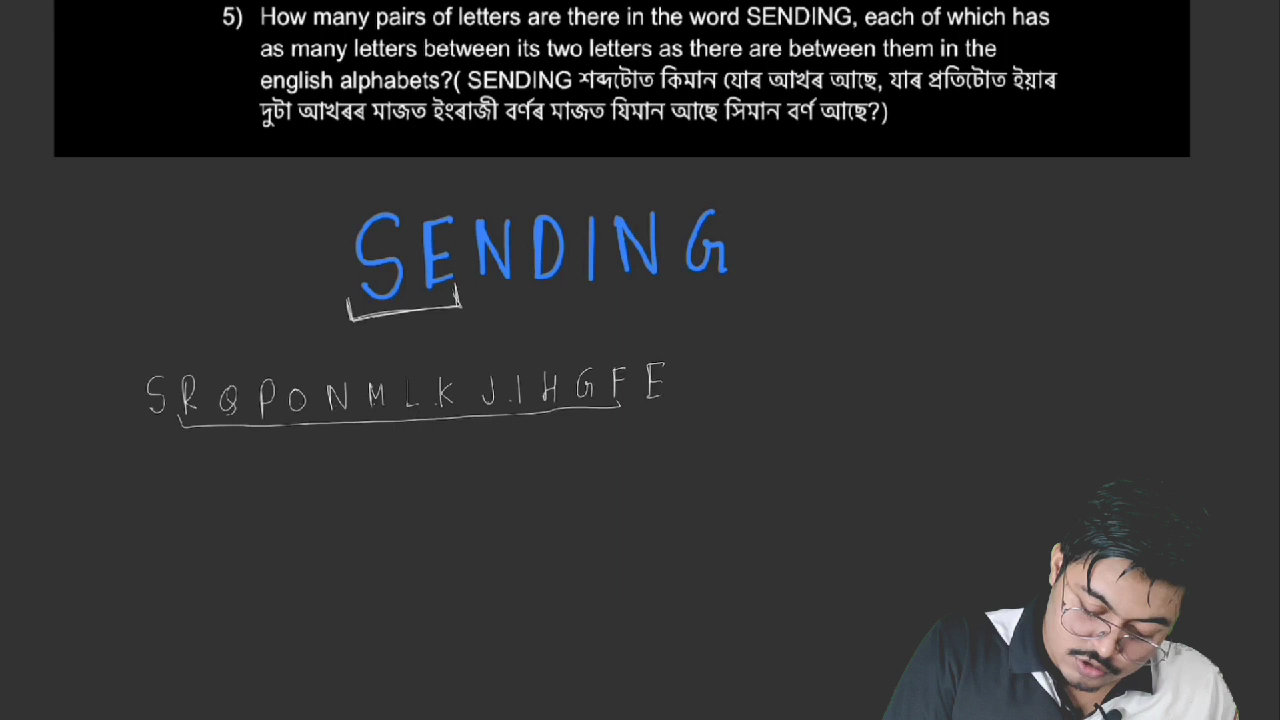 5) How many pairs of letters are there in the word SENDING, each of which has
as many letters between its two letters as there are between them in the
english alphabets?( SENDING শব্দটোত কিমান যোৰ আখৰ আছে, যাৰ প্ৰতিটোত ইয়াৰ
দুটা আখৰৰ মাজত ইংৰাজী বৰ্ণৰ মাজত যিমান আছে সিমান বৰ্ণ আছে?)
SENDING
S R Q P O N M L K J I H G F E